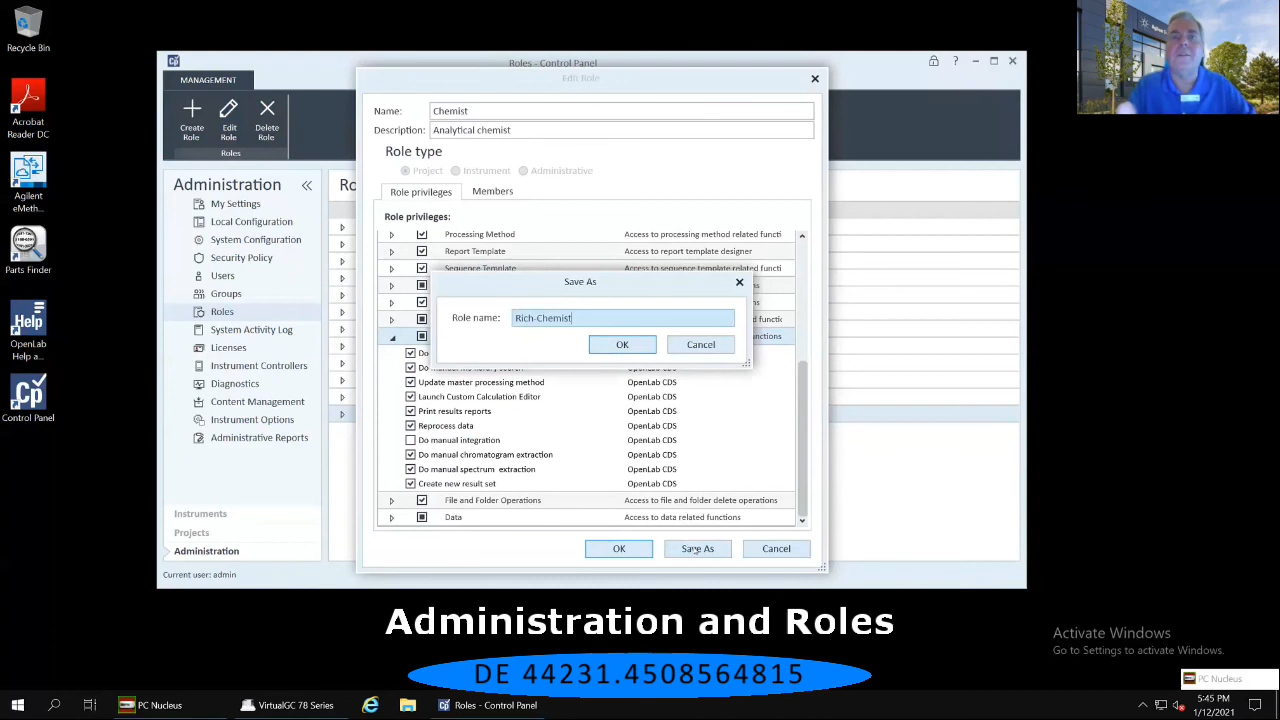 Recycle Bin
Acrobat
Reader DC
Agilent
eMeth...
Parts Finder
OpenLab
Help a...
Control Panel
Roles - Control Panel
MANAGEMENT
Create
Role
Edit
Role
Delete
Role
Roles
Administration
My Settings
Local Configuration
System Configuration
Security Policy
Users
Groups
Roles
System Activity Log
Licenses
Instrument Controllers
Diagnostics
Content Management
Instrument Options
Administrative Reports
Instruments
Projects
Administration
Current user: admin
Edit Role
Name: Chemist
Description: Analytical chemist
Role type
Project Instrument Administrative
Role privileges Members
Role privileges:
Processing Method Access to processing method related functi
Report Template Access to report template designer
Sequence Template Access to sequence template related functi
Save As
Role name: Rich-Chemist
OK Cancel
Update master processing method OpenLab CDS
Launch Custom Calculation Editor OpenLab CDS
Print results reports OpenLab CDS
Reprocess data OpenLab CDS
Do manual integration OpenLab CDS
Do manual chromatogram extraction OpenLab CDS
Do manual spectrum extraction OpenLab CDS
Create new result set OpenLab CDS
File and Folder Operations Access to file and folder delete operations
Data Access to data related functions
OK Save As Cancel
Administration and Roles
DE 44231.4508564815
Activate Windows
Go to Settings to activate Windows.
PC Nucleus
PC Nucleus
VirtualGC 78 Series
Roles - Control Panel
5:45 PM
1/12/2021